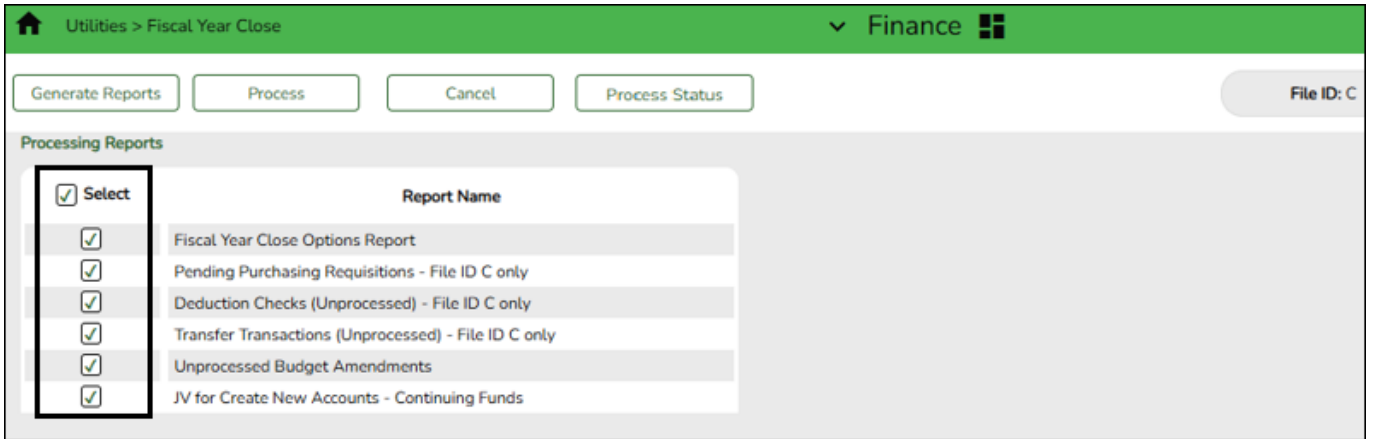 Utilities > Fiscal Year Close
Finance
Generate Reports Process Cancel Process Status
File ID: C
Processing Reports
Select Report Name
Fiscal Year Close Options Report
Pending Purchasing Requisitions - File ID C only
Deduction Checks (Unprocessed) - File ID C only
Transfer Transactions (Unprocessed) - File ID C only
Unprocessed Budget Amendments
JV for Create New Accounts - Continuing Funds